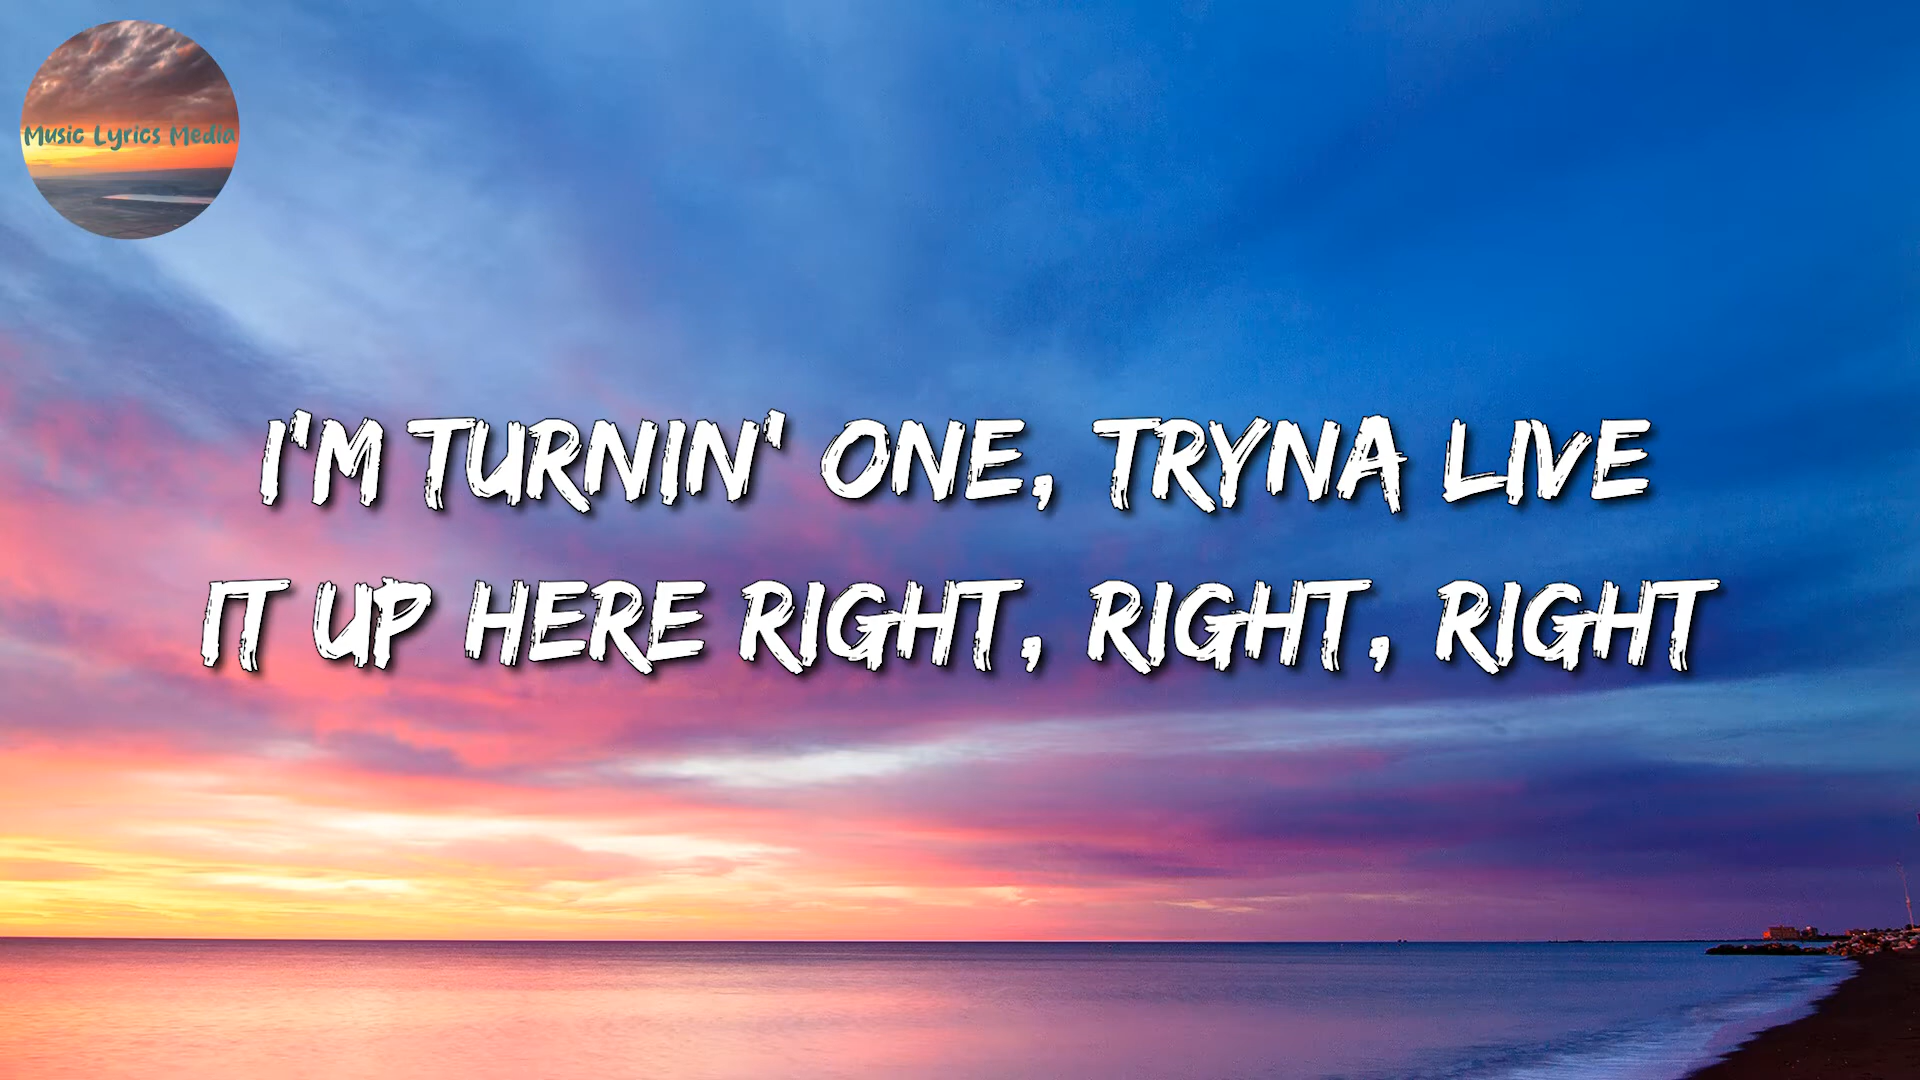 Music Lyrics Media
I'M TURNIN' ONE, TRYNA LIVE
IT UP HERE RIGHT, RIGHT, RIGHT